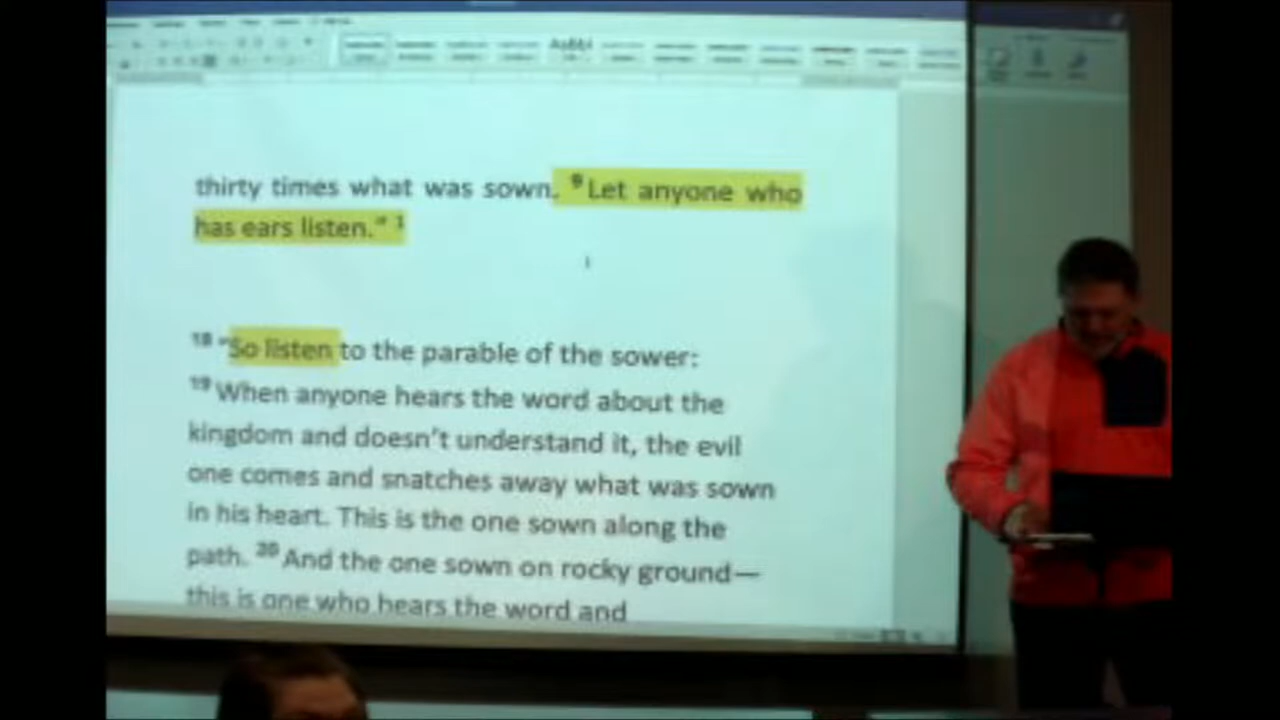 thirty times what was sown. ⁹Let anyone who
has ears listen.” ¹
¹⁸ “So listen to the parable of the sower:
¹⁹ When anyone hears the word about the
kingdom and doesn’t understand it, the evil
one comes and snatches away what was sown
in his heart. This is the one sown along the
path. ²⁰ And the one sown on rocky ground—
this is one who hears the word and